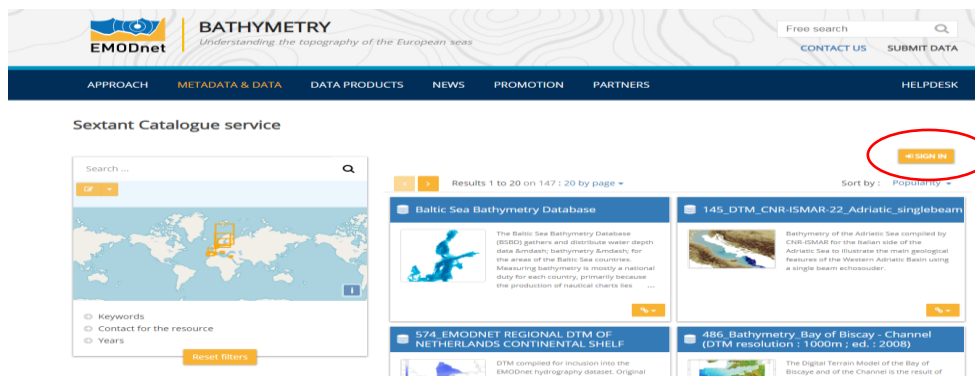 EMODnet
BATHYMETRY
Understanding the topography of the European seas
Free search
CONTACT US SUBMIT DATA
APPROACH METADATA & DATA DATA PRODUCTS NEWS PROMOTION PARTNERS HELPDESK
Sextant Catalogue service
SIGN IN
Search ...
Results 1 to 20 on 147 : 20 by page
Sort by : Popularity
Baltic Sea Bathymetry Database
The Baltic Sea Bathymetry Database
(BSBD) gathers and distribute water depth
data &mdash; bathymetry &mdash; for
the areas of the Baltic Sea countries.
Measuring bathymetry is mostly a national
duty for each country, primarily because
the production of nautical charts lies ...
145_DTM_CNR-ISMAR-22_Adriatic_singlebeam
Bathymetry of the Adriatic Sea compiled by
CNR-ISMAR for the Italian side of the
Adriatic Sea to illustrate the main geological
features of the Western Adriatic Basin using
a single beam echosouder.
i
Keywords
Contact for the resource
Years
Reset filters
574_EMODNET REGIONAL DTM OF
NETHERLANDS CONTINENTAL SHELF
DTM compiled for inclusion into the
EMODnet hydrography dataset. Original
486_Bathymetry_Bay of Biscay - Channel
(DTM resolution : 1000m ; ed. : 2008)
The Digital Terrain Model of the Bay of
Biscaye and of the Channel is the result of